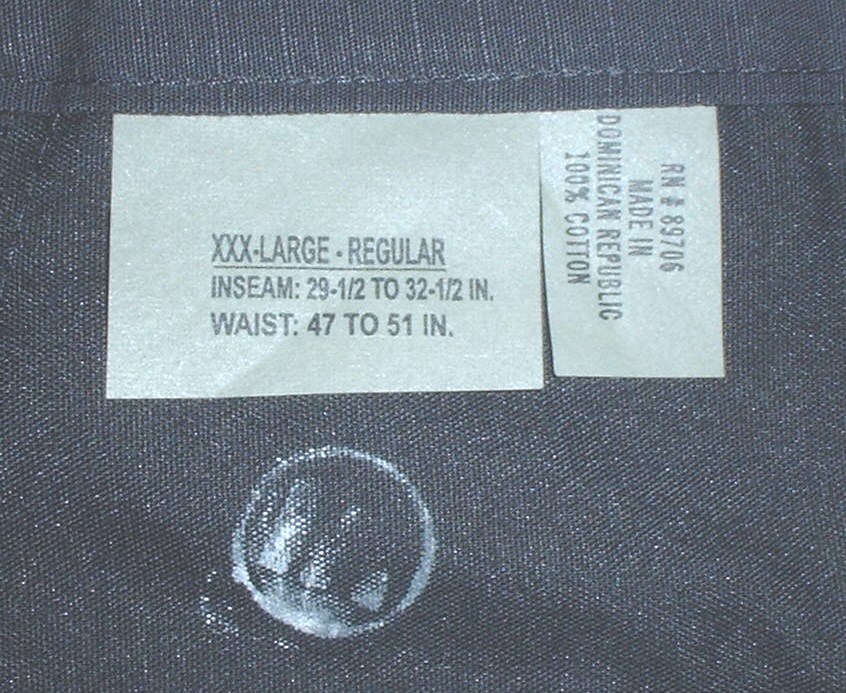 XXX-LARGE - REGULAR
INSEAM: 29-1/2 TO 32-1/2 IN.
WAIST: 47 TO 51 IN.
RN # 89706
MADE IN
DOMINICAN REPUBLIC
100% COTTON